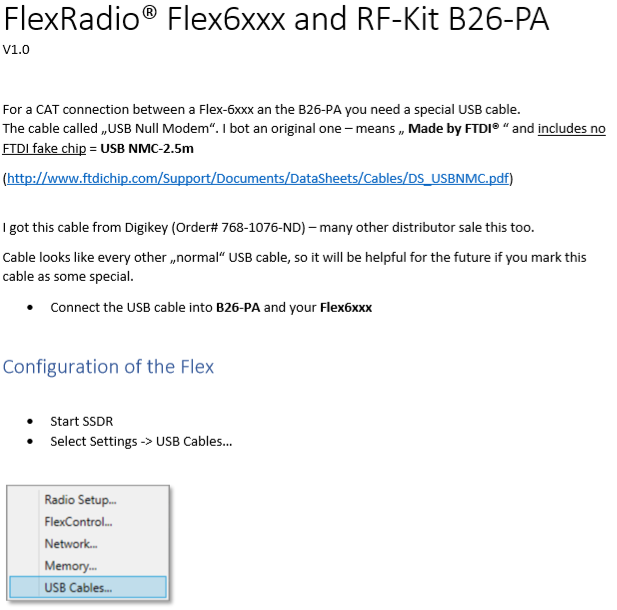 FlexRadio® Flex6xxx and RF-Kit B26-PA
V1.0
For a CAT connection between a Flex-6xxx an the B26-PA you need a special USB cable.
The cable called „USB Null Modem“. I bot an original one – means „ Made by FTDI® “ and includes no
FTDI fake chip = USB NMC-2.5m
(http://www.ftdichip.com/Support/Documents/DataSheets/Cables/DS_USBNMC.pdf)
I got this cable from Digikey (Order# 768-1076-ND) – many other distributor sale this too.
Cable looks like every other „normal“ USB cable, so it will be helpful for the future if you mark this
cable as some special.
• Connect the USB cable into B26-PA and your Flex6xxx
Configuration of the Flex
• Start SSDR
• Select Settings -> USB Cables…
Radio Setup...
FlexControl...
Network...
Memory...
USB Cables...